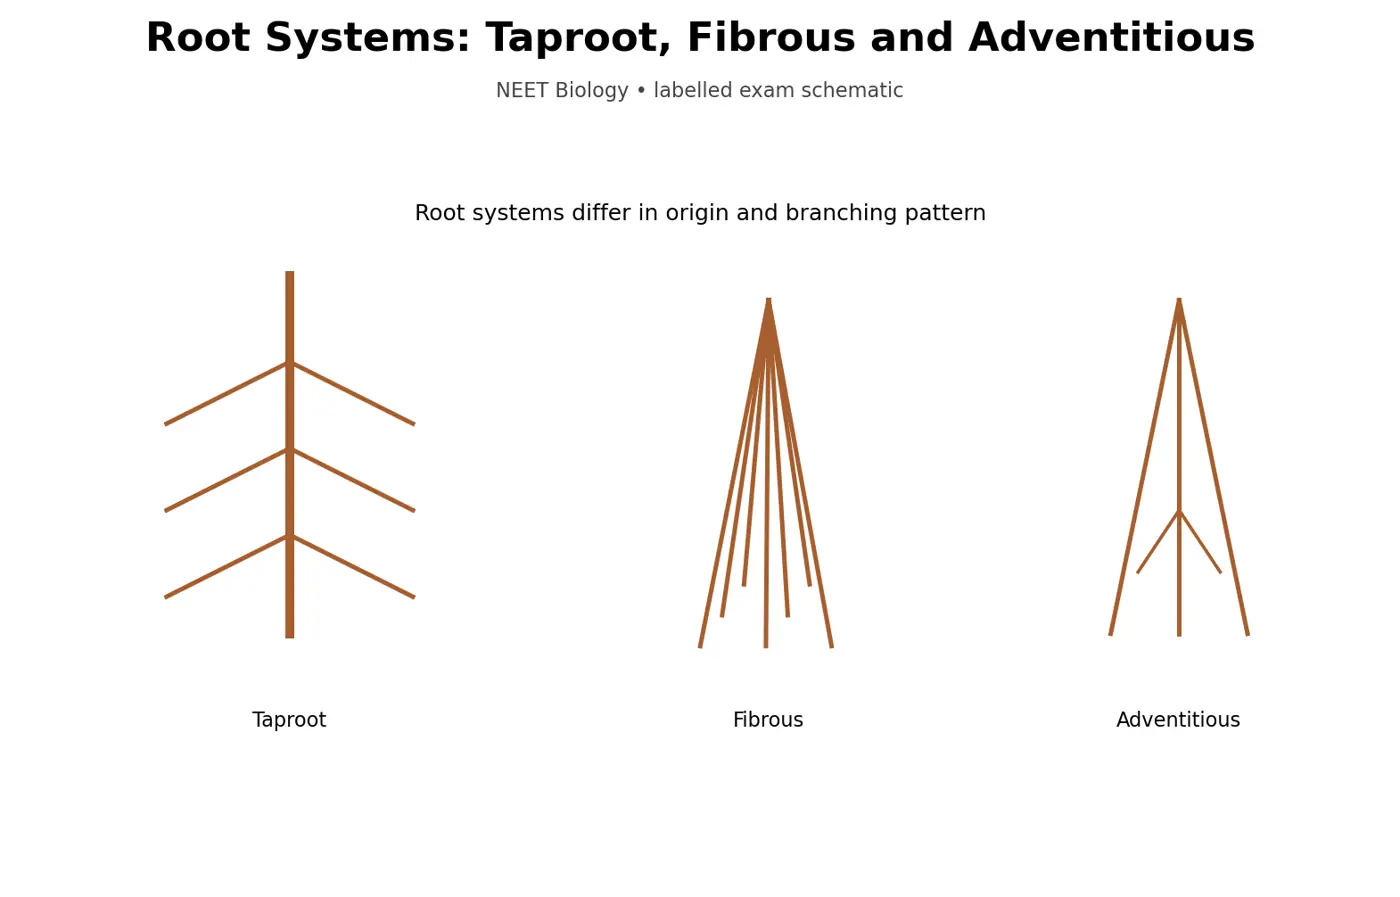 Root Systems: Taproot, Fibrous and Adventitious
NEET Biology • labelled exam schematic
Root systems differ in origin and branching pattern
Taproot
Fibrous
Adventitious